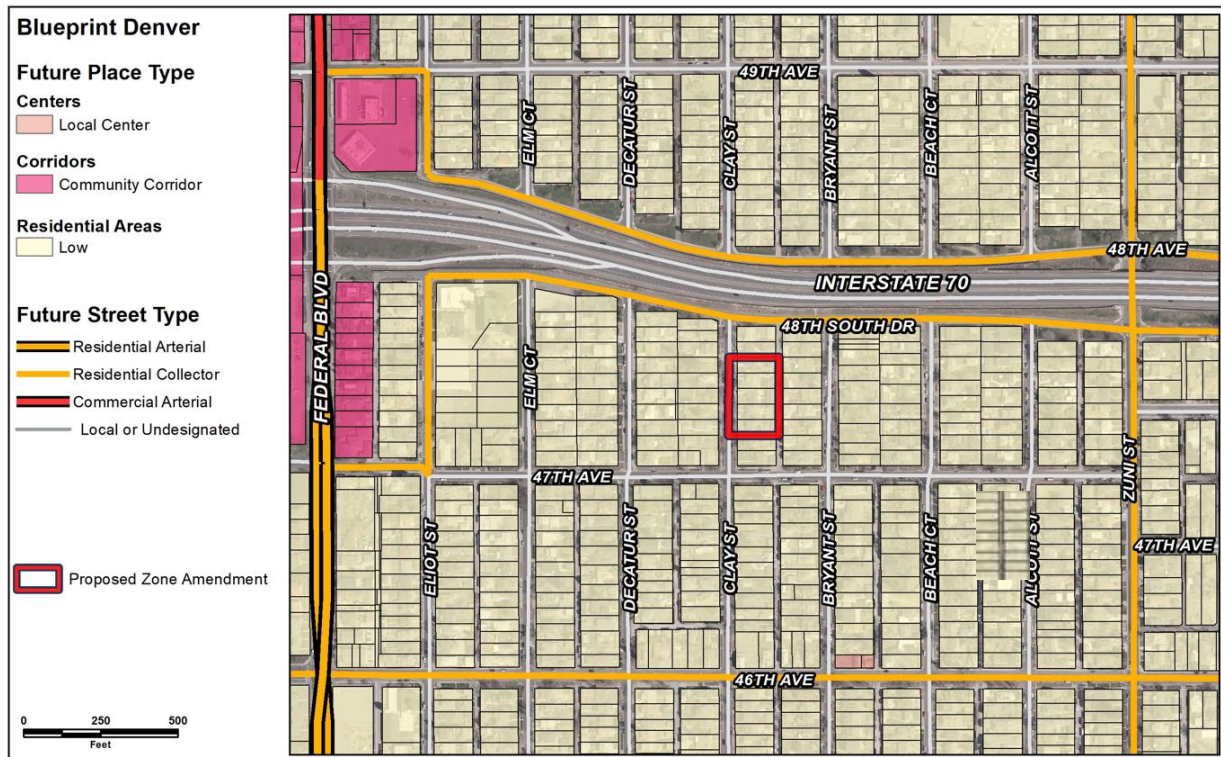 Blueprint Denver
Future Place Type
Centers
Local Center
Corridors
Community Corridor
Residential Areas
Low
Future Street Type
Residential Arterial
Residential Collector
Commercial Arterial
Local or Undesignated
Proposed Zone Amendment
0 250 500
Feet
49TH AVE
ELM CT
DECATUR ST
CLAY ST
BRYANT ST
BEACH CT
ALCOTT ST
48TH AVE
INTERSTATE 70
48TH SOUTH DR
FEDERAL BLVD
ELM CT
ZUNI ST
47TH AVE
ELIOT ST
DECATUR ST
CLAY ST
BRYANT ST
BEACH CT
ALCOTT ST
47TH AVE
46TH AVE